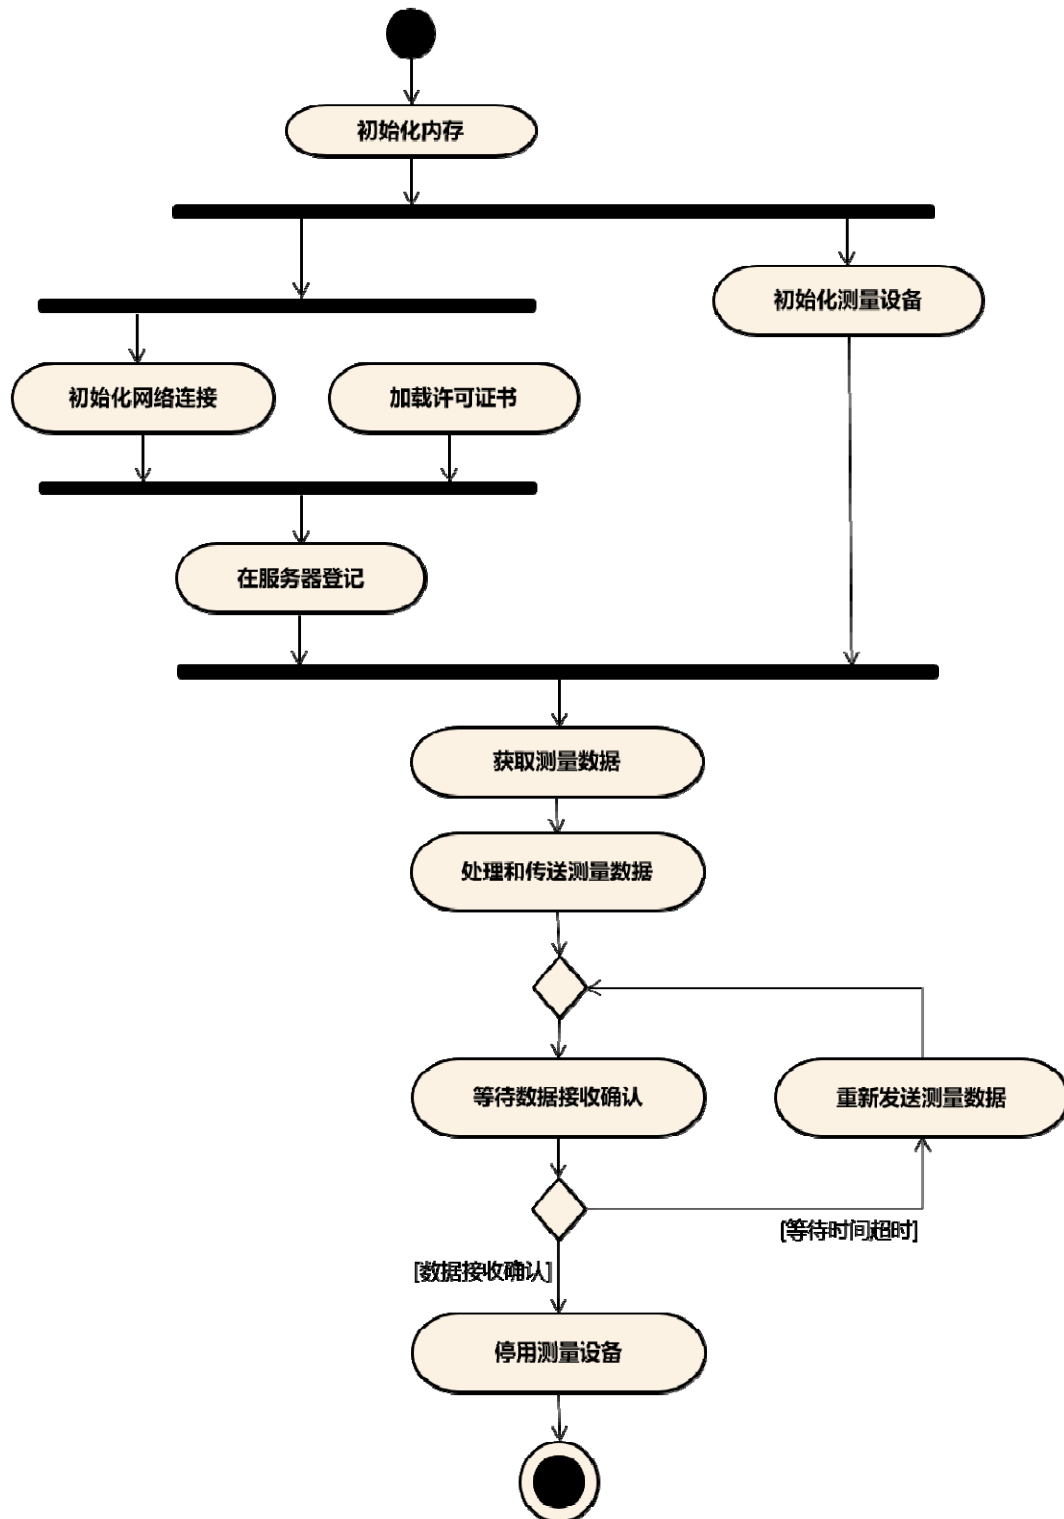 初始化内存
初始化测量设备
初始化网络连接
加载许可证书
在服务器登记
获取测量数据
处理和传送测量数据
等待数据接收确认
重新发送测量数据
[等待时间超时]
[数据接收确认]
停用测量设备